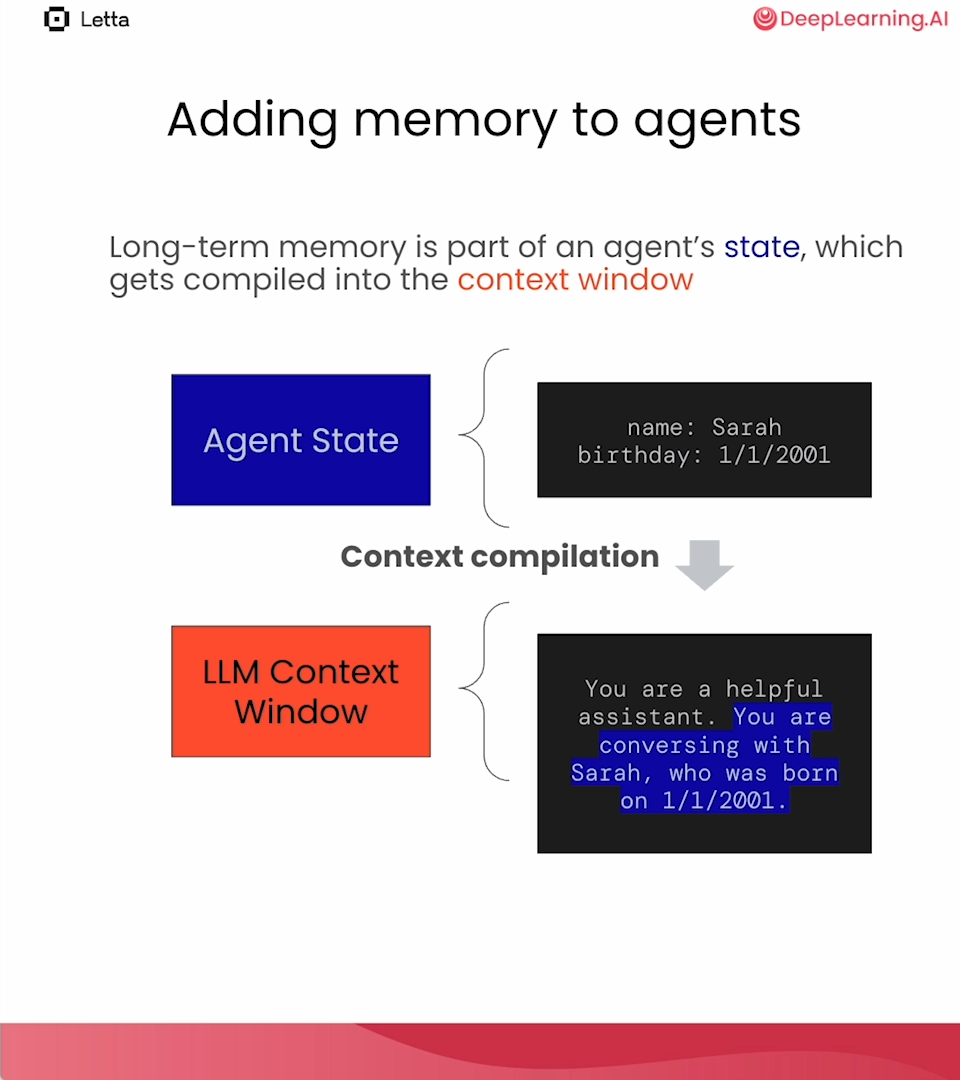 Letta
DeepLearning.AI
Adding memory to agents
Long-term memory is part of an agent's state, which
gets compiled into the context window
Agent State
name: Sarah
birthday: 1/1/2001
Context compilation
LLM Context
Window
You are a helpful
assistant. You are
conversing with
Sarah, who was born
on 1/1/2001.